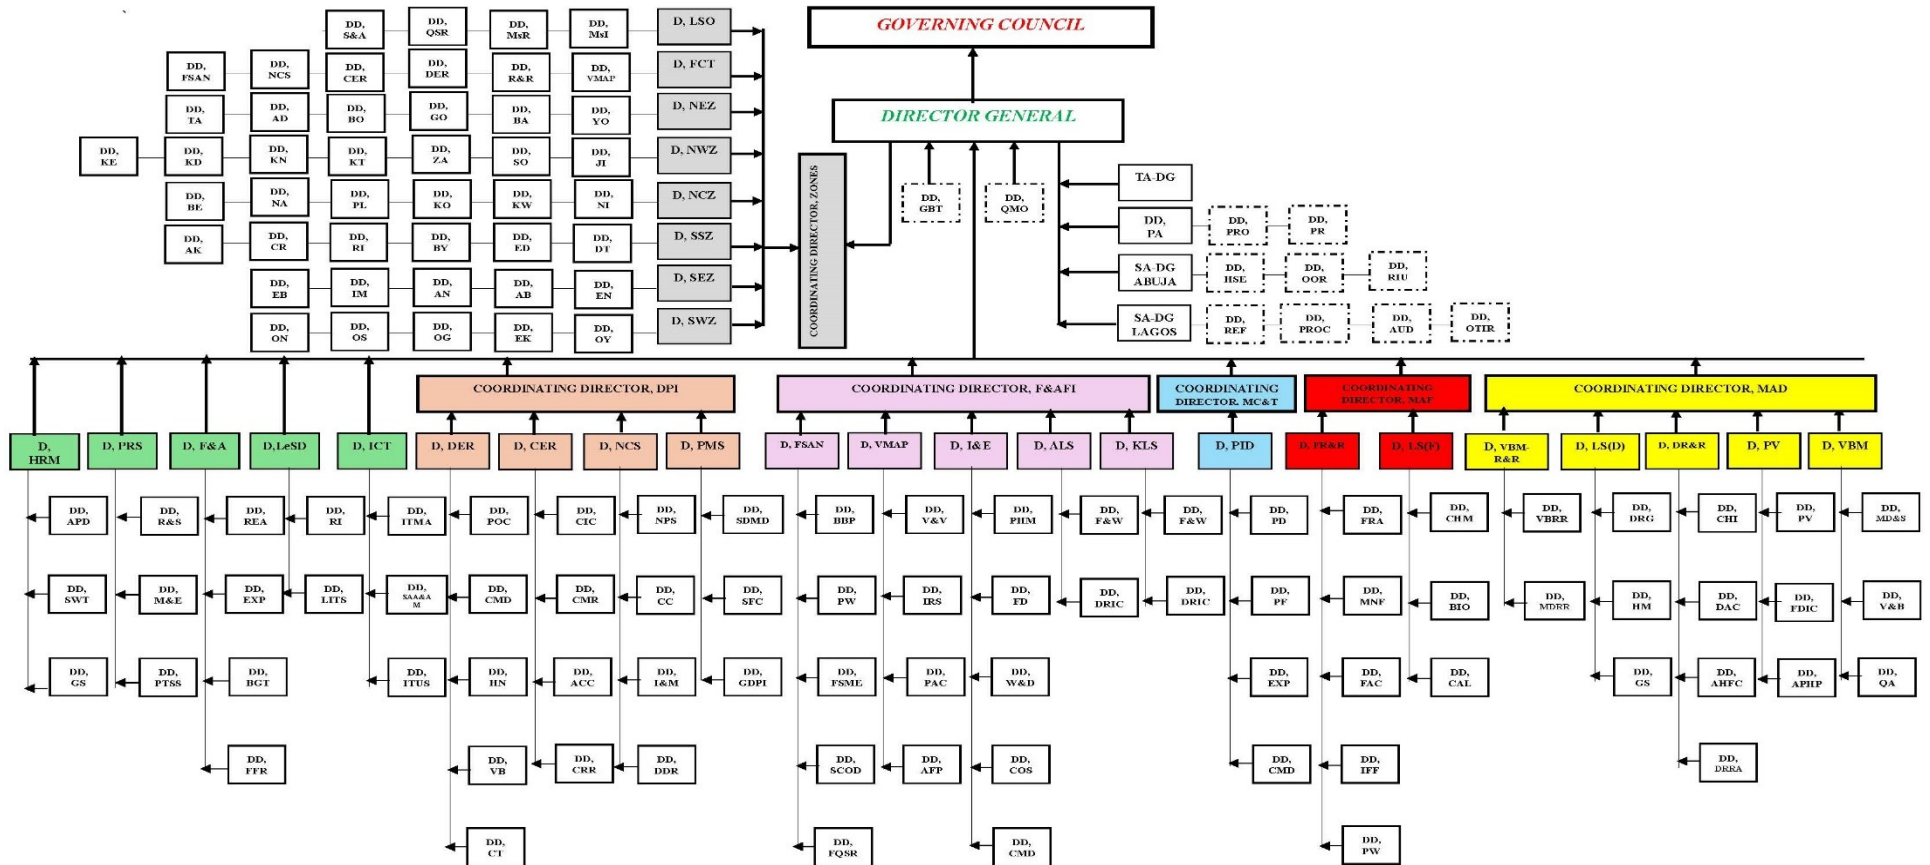 GOVERNING COUNCIL
DIRECTOR GENERAL
DD, S&A
DD, QSR
DD, MsR
DD, MsI
D, LSO
DD, FSAN
DD, NCS
DD, CER
DD, DER
DD, R&R
DD, VMAP
D, FCT
DD, TA
DD, AD
DD, BO
DD, GO
DD, BA
DD, YO
D, NEZ
DD, KE
DD, KD
DD, KN
DD, KT
DD, ZA
DD, SO
DD, JI
D, NWZ
DD, BE
DD, NA
DD, PL
DD, KO
DD, KW
DD, NI
D, NCZ
DD, AK
DD, CR
DD, RI
DD, BY
DD, ED
DD, DT
D, SSZ
DD, EB
DD, IM
DD, AN
DD, AB
DD, EN
D, SEZ
DD, ON
DD, OS
DD, OG
DD, EK
DD, OY
D, SWZ
COORDINATING DIRECTOR, ZONES
DD, GBT
DD, QMO
TA-DG
DD, PA
DD, PRO
DD, PR
SA-DG ABUJA
DD, HSE
DD, OOR
DD, RIU
SA-DG LAGOS
DD, REF
DD, PROC
DD, AUD
DD, OTIR
COORDINATING DIRECTOR, DPI
COORDINATING DIRECTOR, F&AFI
COORDINATING DIRECTOR, MC&T
COORDINATING DIRECTOR, MAF
COORDINATING DIRECTOR, MAD
D, HRM
D, PRS
D, F&A
D,LeSD
D, ICT
D, DER
D, CER
D, NCS
D, PMS
D, FSAN
D, VMAP
D, I&E
D, ALS
D, KLS
D, PID
D, FR&R
D, LS(F)
D, VBM-R&R
D, LS(D)
D, DR&R
D, PV
D, VBM
DD, APD
DD, R&S
DD, REA
DD, RI
DD, ITMA
DD, POC
DD, CIC
DD, NPS
DD, SDMD
DD, BBP
DD, V&V
DD, PHM
DD, F&W
DD, F&W
DD, PD
DD, FRA
DD, CHM
DD, VBRR
DD, DRG
DD, CHI
DD, PV
DD, MD&S
DD, SWT
DD, M&E
DD, EXP
DD, LITS
DD, SAA&A M
DD, CMD
DD, CMR
DD, CC
DD, SFC
DD, PW
DD, IRS
DD, FD
DD, DRIC
DD, DRIC
DD, PF
DD, MNF
DD, BIO
DD, MDRR
DD, HM
DD, DAC
DD, FDIC
DD, V&B
DD, GS
DD, PTSS
DD, BGT
DD, ITUS
DD, HN
DD, ACC
DD, I&M
DD, GDPI
DD, FSME
DD, PAC
DD, W&D
DD, EXP
DD, FAC
DD, CAL
DD, GS
DD, AHFC
DD, APHP
DD, QA
DD, FFR
DD, VB
DD, CRR
DD, DDR
DD, SCOD
DD, AFP
DD, COS
DD, CMD
DD, IFF
DD, DRRA
DD, CT
DD, FQSR
DD, CMD
DD, PW